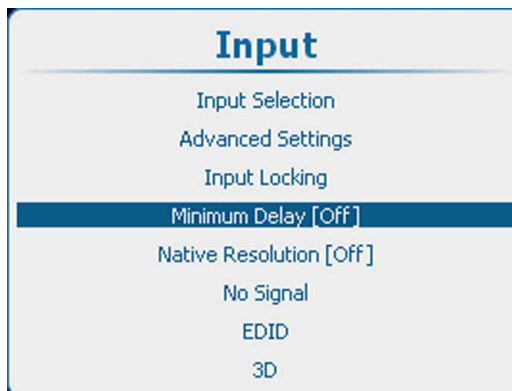 Input
Input Selection
Advanced Settings
Input Locking
Minimum Delay [Off]
Native Resolution [Off]
No Signal
EDID
3D